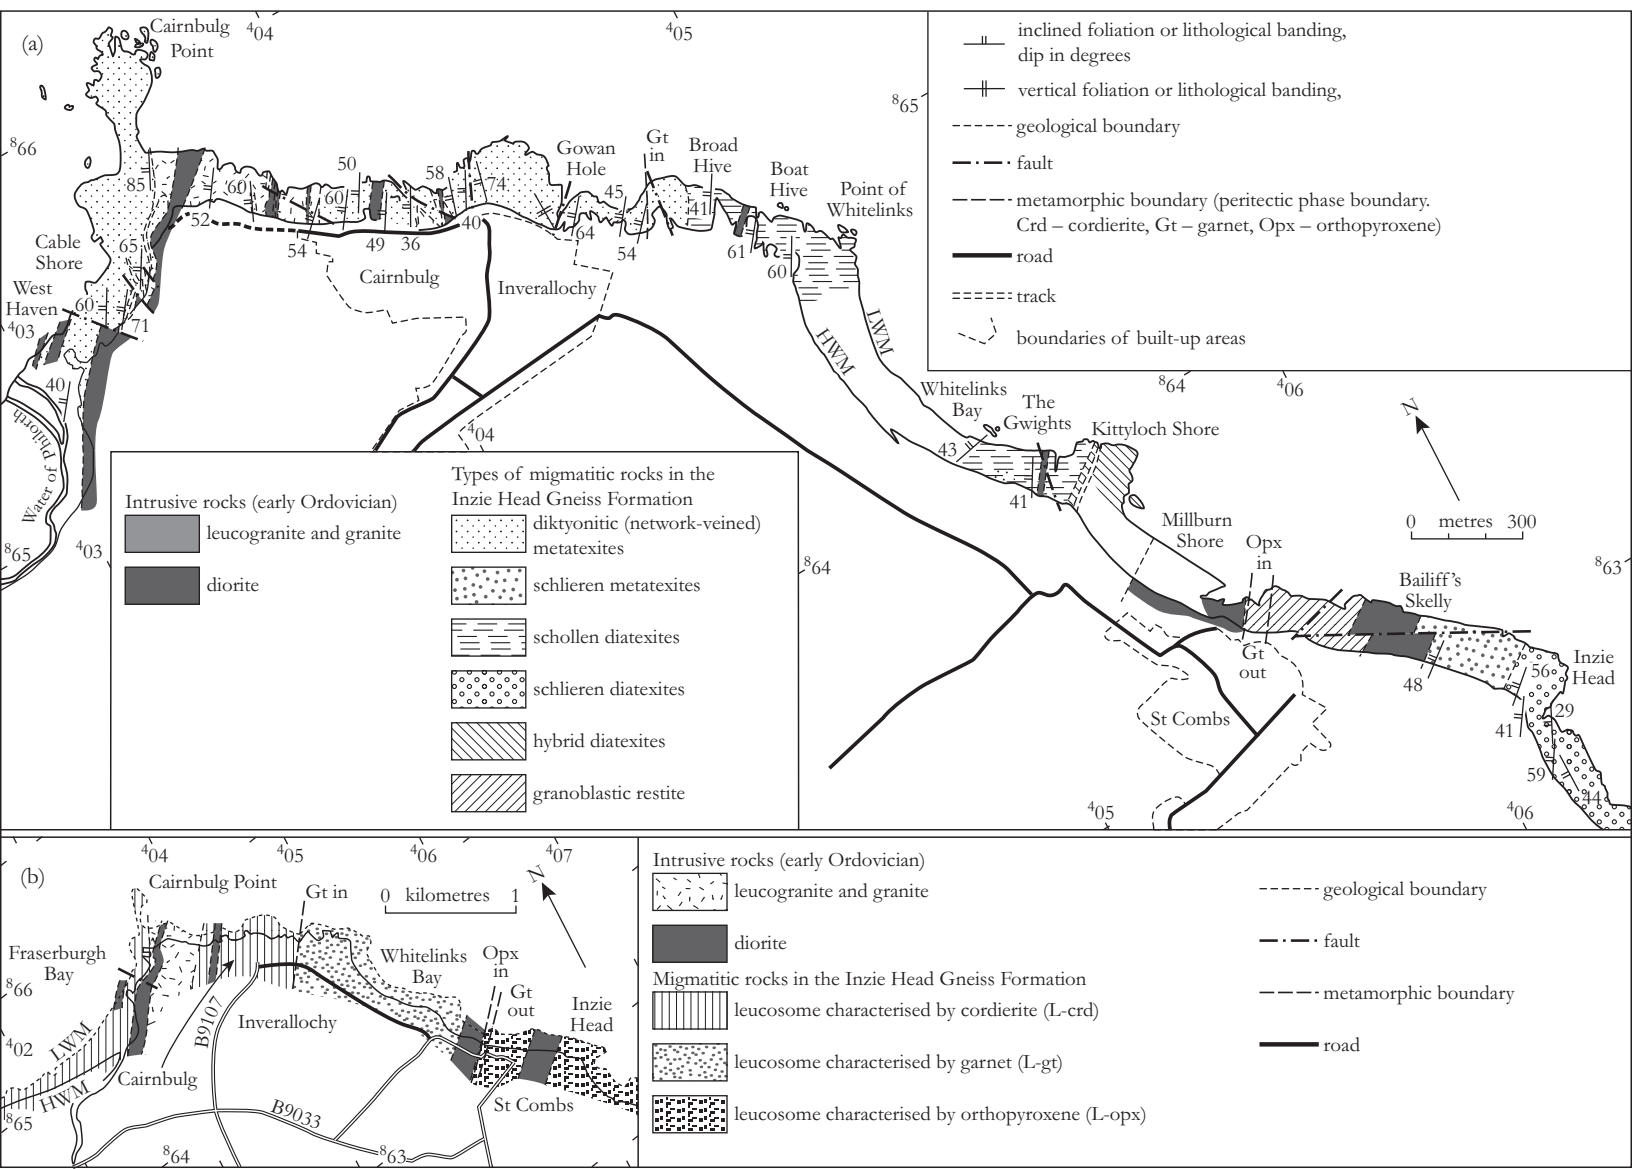 (a)
Cairnbulg
Point
⁴04
⁴05
⁸65
⁸66
50
58
Gowan
Hole
Gt
in
Broad
Hive
Boat
Hive
Point of
Whitelinks
85
60
60
74
45
41
52
54
49
36
40
64
54
61
60
65
Cable
Shore
West
Haven
60
71
⁴03
40
Cairnbulg
Inverallochy
HWM
LWM
Water of Philorth
⁸65
⁴03
⁴04
inclined foliation or lithological banding,
dip in degrees
vertical foliation or lithological banding,
geological boundary
fault
metamorphic boundary (peritectic phase boundary.
Crd – cordierite, Gt – garnet, Opx – orthopyroxene)
road
track
boundaries of built-up areas
⁸64
⁴06
Whitelinks
Bay
The
Gwights
Kittyloch Shore
43
41
N
0 metres 300
Millburn
Shore
Opx
in
⁸64
⁸63
Bailiff's
Skelly
Gt
out
48
56
Inzie
Head
41
29
59
44
St Combs
⁴05
⁴06
Intrusive rocks (early Ordovician)
leucogranite and granite
diorite
Types of migmatitic rocks in the
Inzie Head Gneiss Formation
diktyonitic (network-veined)
metatexites
schlieren metatexites
schollen diatexites
schlieren diatexites
hybrid diatexites
granoblastic restite
(b)
⁴04
⁴05
⁴06
⁴07
Cairnbulg Point
Gt in
0 kilometres 1
N
Fraserburgh
Bay
Whitelinks
Bay
Opx
in
Gt
out
Inzie
Head
⁸66
LWM
⁴02
HWM
⁸65
Cairnbulg
B9107
Inverallochy
B9033
St Combs
⁸64
⁸63
Intrusive rocks (early Ordovician)
leucogranite and granite
diorite
Migmatitic rocks in the Inzie Head Gneiss Formation
leucosome characterised by cordierite (L-crd)
leucosome characterised by garnet (L-gt)
leucosome characterised by orthopyroxene (L-opx)
geological boundary
fault
metamorphic boundary
road